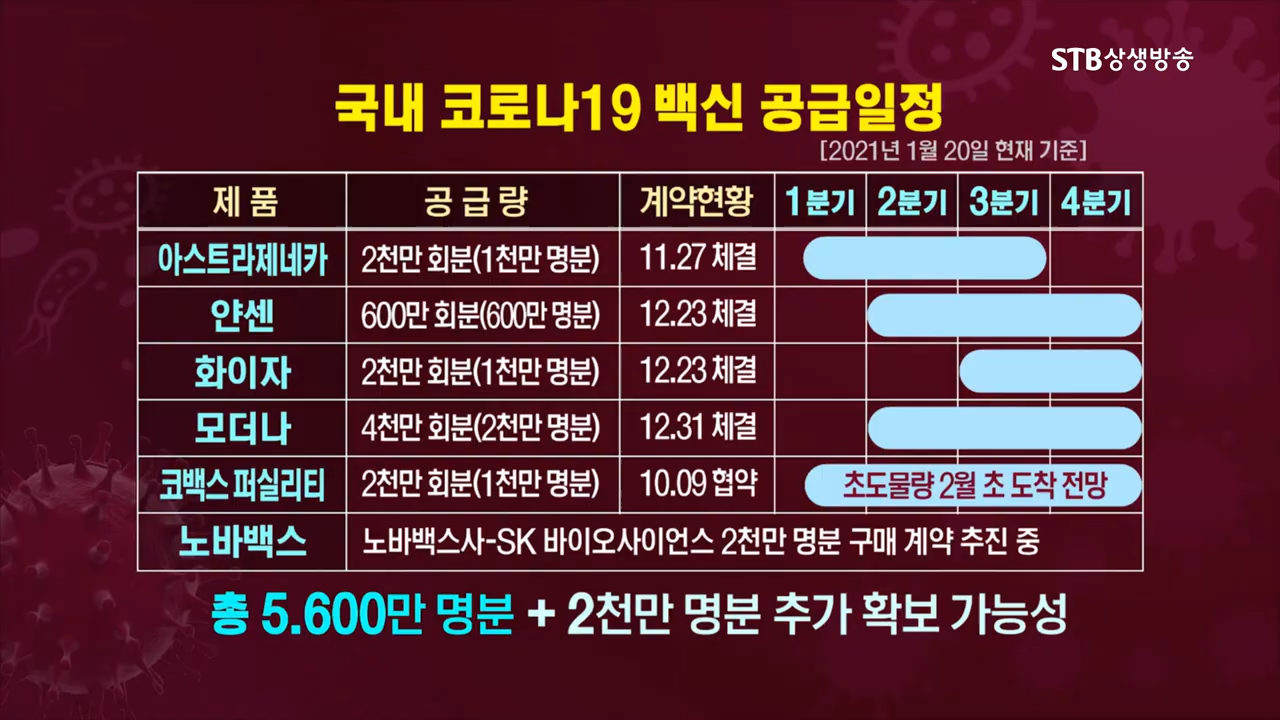 STB상생방송
국내 코로나19 백신 공급일정
[2021년 1월 20일 현재 기준]
제 품 공 급 량 계약현황 1분기 2분기 3분기 4분기
아스트라제네카 2천만 회분(1천만 명분) 11.27 체결
얀센 600만 회분(600만 명분) 12.23 체결
화이자 2천만 회분(1천만 명분) 12.23 체결
모더나 4천만 회분(2천만 명분) 12.31 체결
코백스 퍼실리티 2천만 회분(1천만 명분) 10.09 협약 초도물량 2월 초 도착 전망
노바백스 노바백스사-SK 바이오사이언스 2천만 명분 구매 계약 추진 중
총 5.600만 명분 + 2천만 명분 추가 확보 가능성